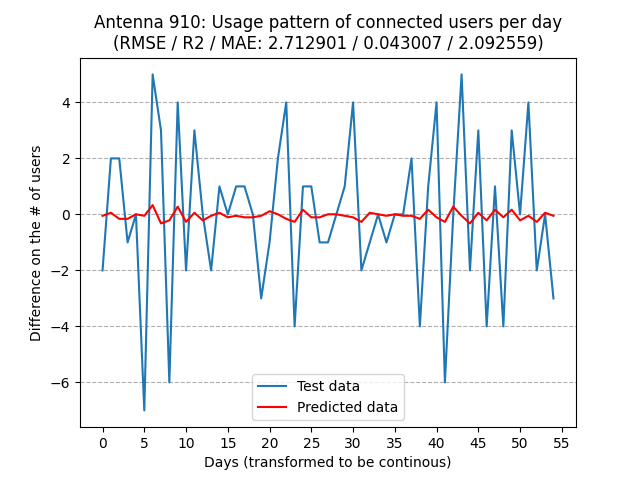 Antenna 910: Usage pattern of connected users per day
(RMSE / R2 / MAE: 2.712901 / 0.043007 / 2.092559)
Difference on the # of users
4
2
0
−2
−4
−6
Test data
Predicted data
0 5 10 15 20 25 30 35 40 45 50 55
Days (transformed to be continous)